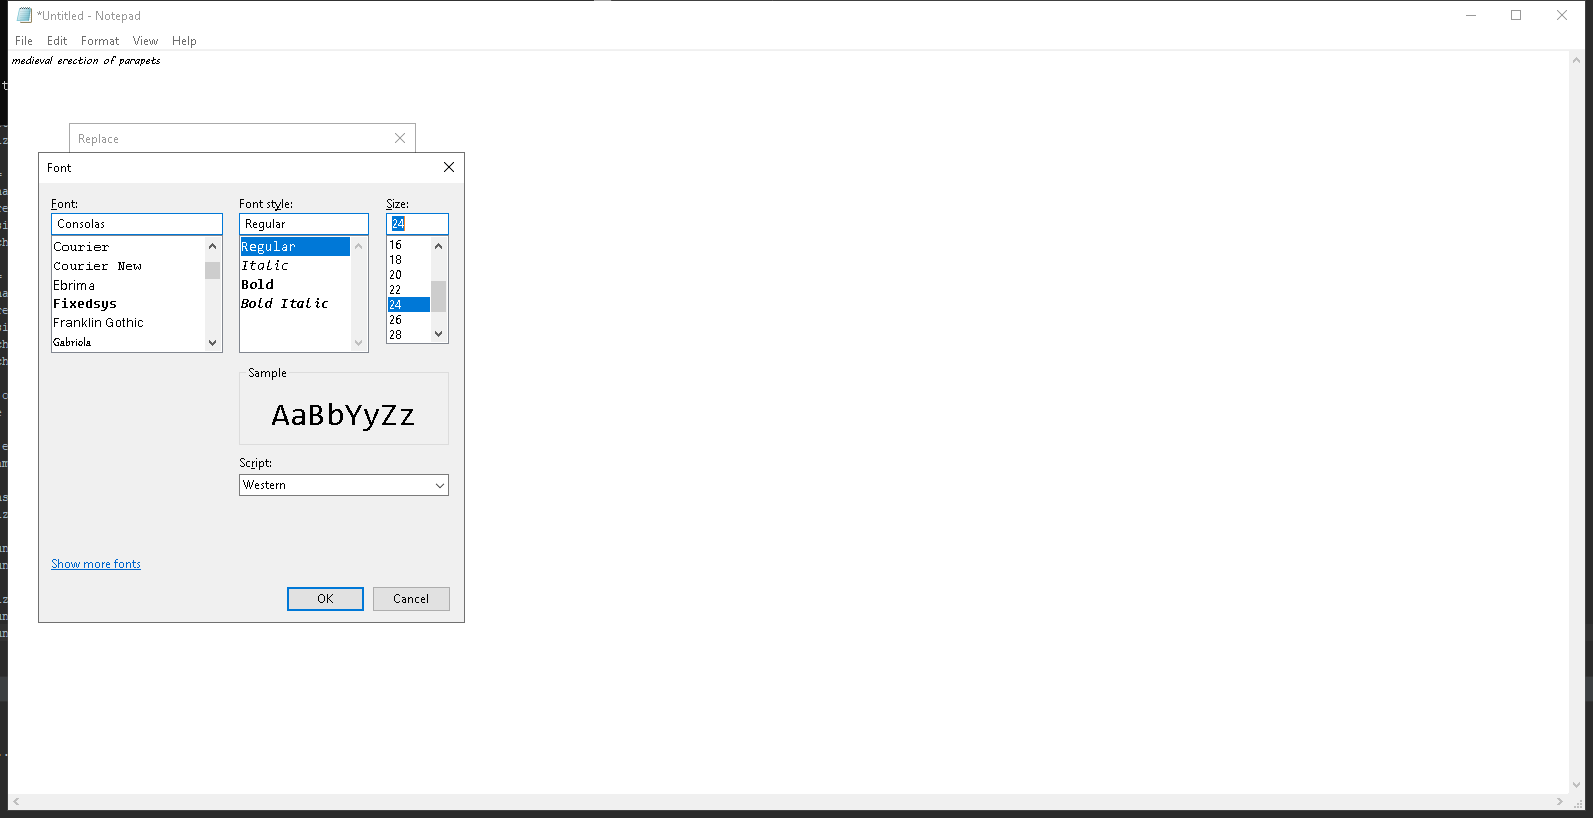 *Untitled - Notepad
File Edit Format View Help
medieval erection of parapets
Replace
Font
Font: Font style: Size:
Consolas Regular 24
Courier Regular 16
Courier New Italic 18
Ebrima Bold 20
Fixedsys Bold Italic 22
Franklin Gothic 24
Gabriola 26
28
Sample
AaBbYyZz
Script:
Western
Show more fonts
OK Cancel